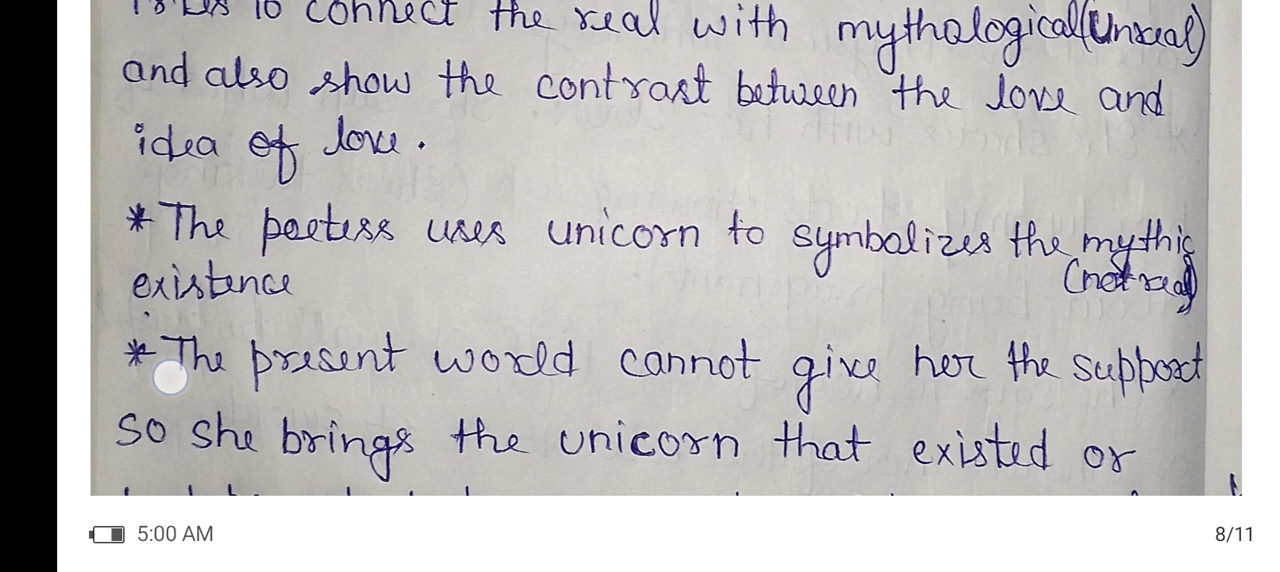 to connect the real with mythological(Unreal)
and also show the contrast between the love and
idea of love.
* The poetess uses unicorn to symbolizes the mythic
existence (not real)
* The present world cannot give her the support
so she brings the unicorn that existed or
5:00 AM 8/11